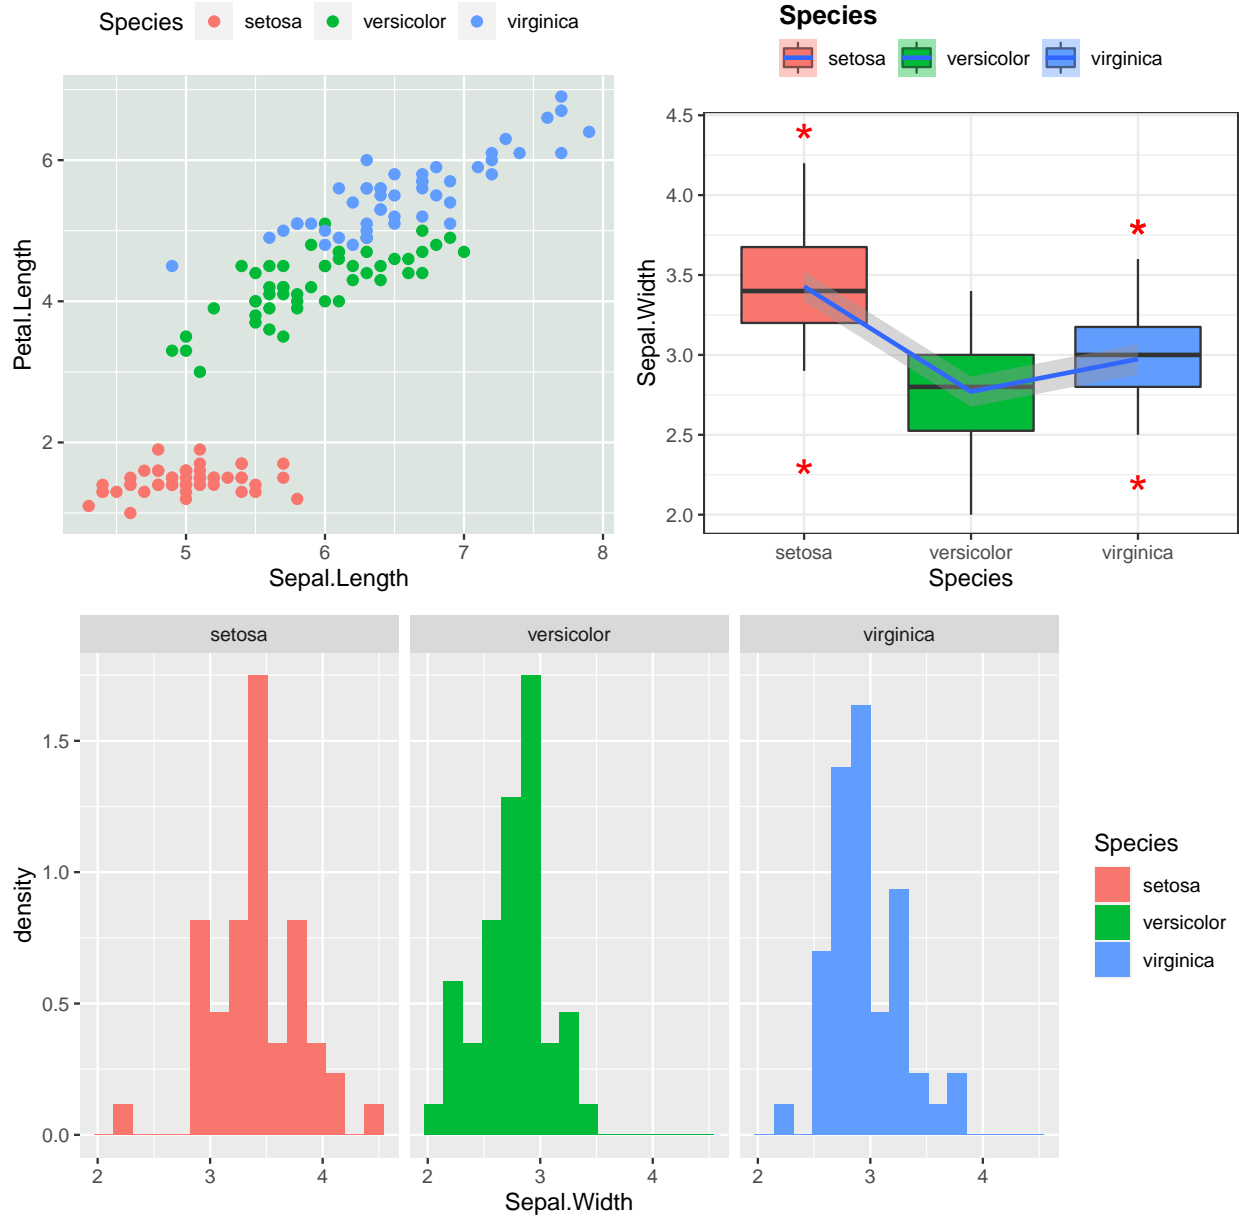 Species setosa versicolor virginica
Petal.Length
6
4
2
5 6 7 8
Sepal.Length
Species
setosa versicolor virginica
Sepal.Width
4.5
4.0
3.5
3.0
2.5
2.0
*
*
*
*
setosa versicolor virginica
Species
setosa versicolor virginica
density
1.5
1.0
0.5
0.0
2 3 4 2 3 4 2 3 4
Sepal.Width
Species
setosa
versicolor
virginica